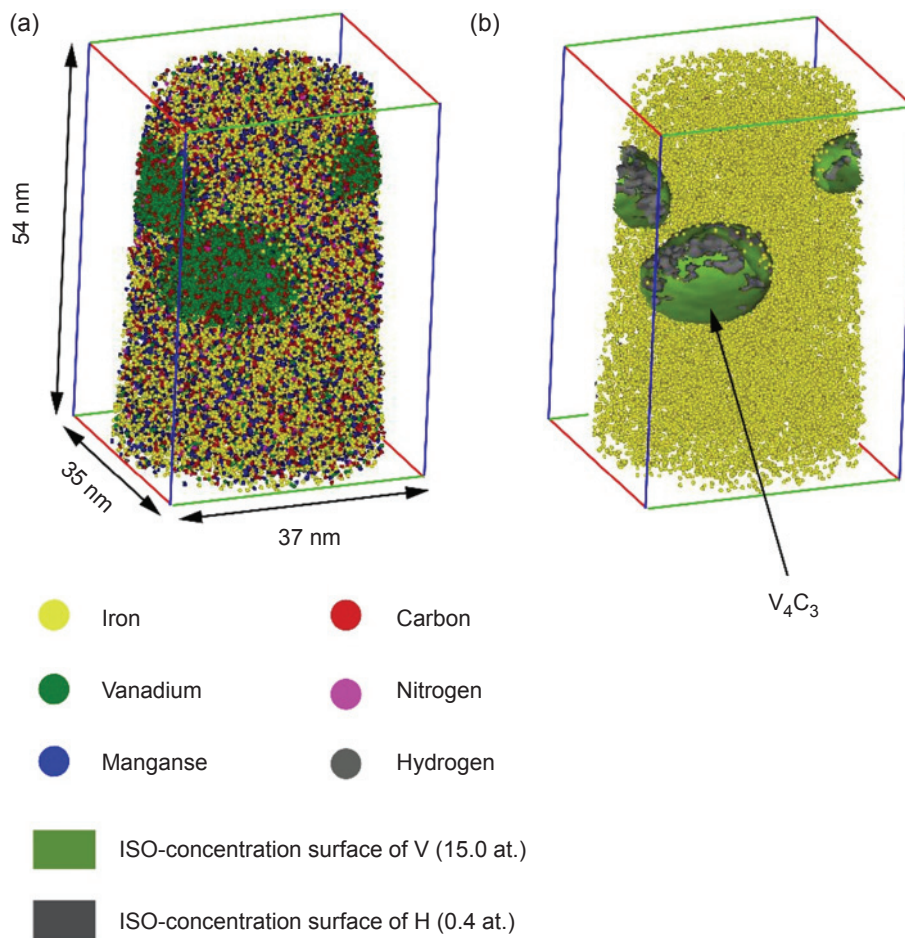 (a)
(b)
54 nm
35 nm
37 nm
V₄C₃
Iron
Carbon
Vanadium
Nitrogen
Manganse
Hydrogen
ISO-concentration surface of V (15.0 at.)
ISO-concentration surface of H (0.4 at.)